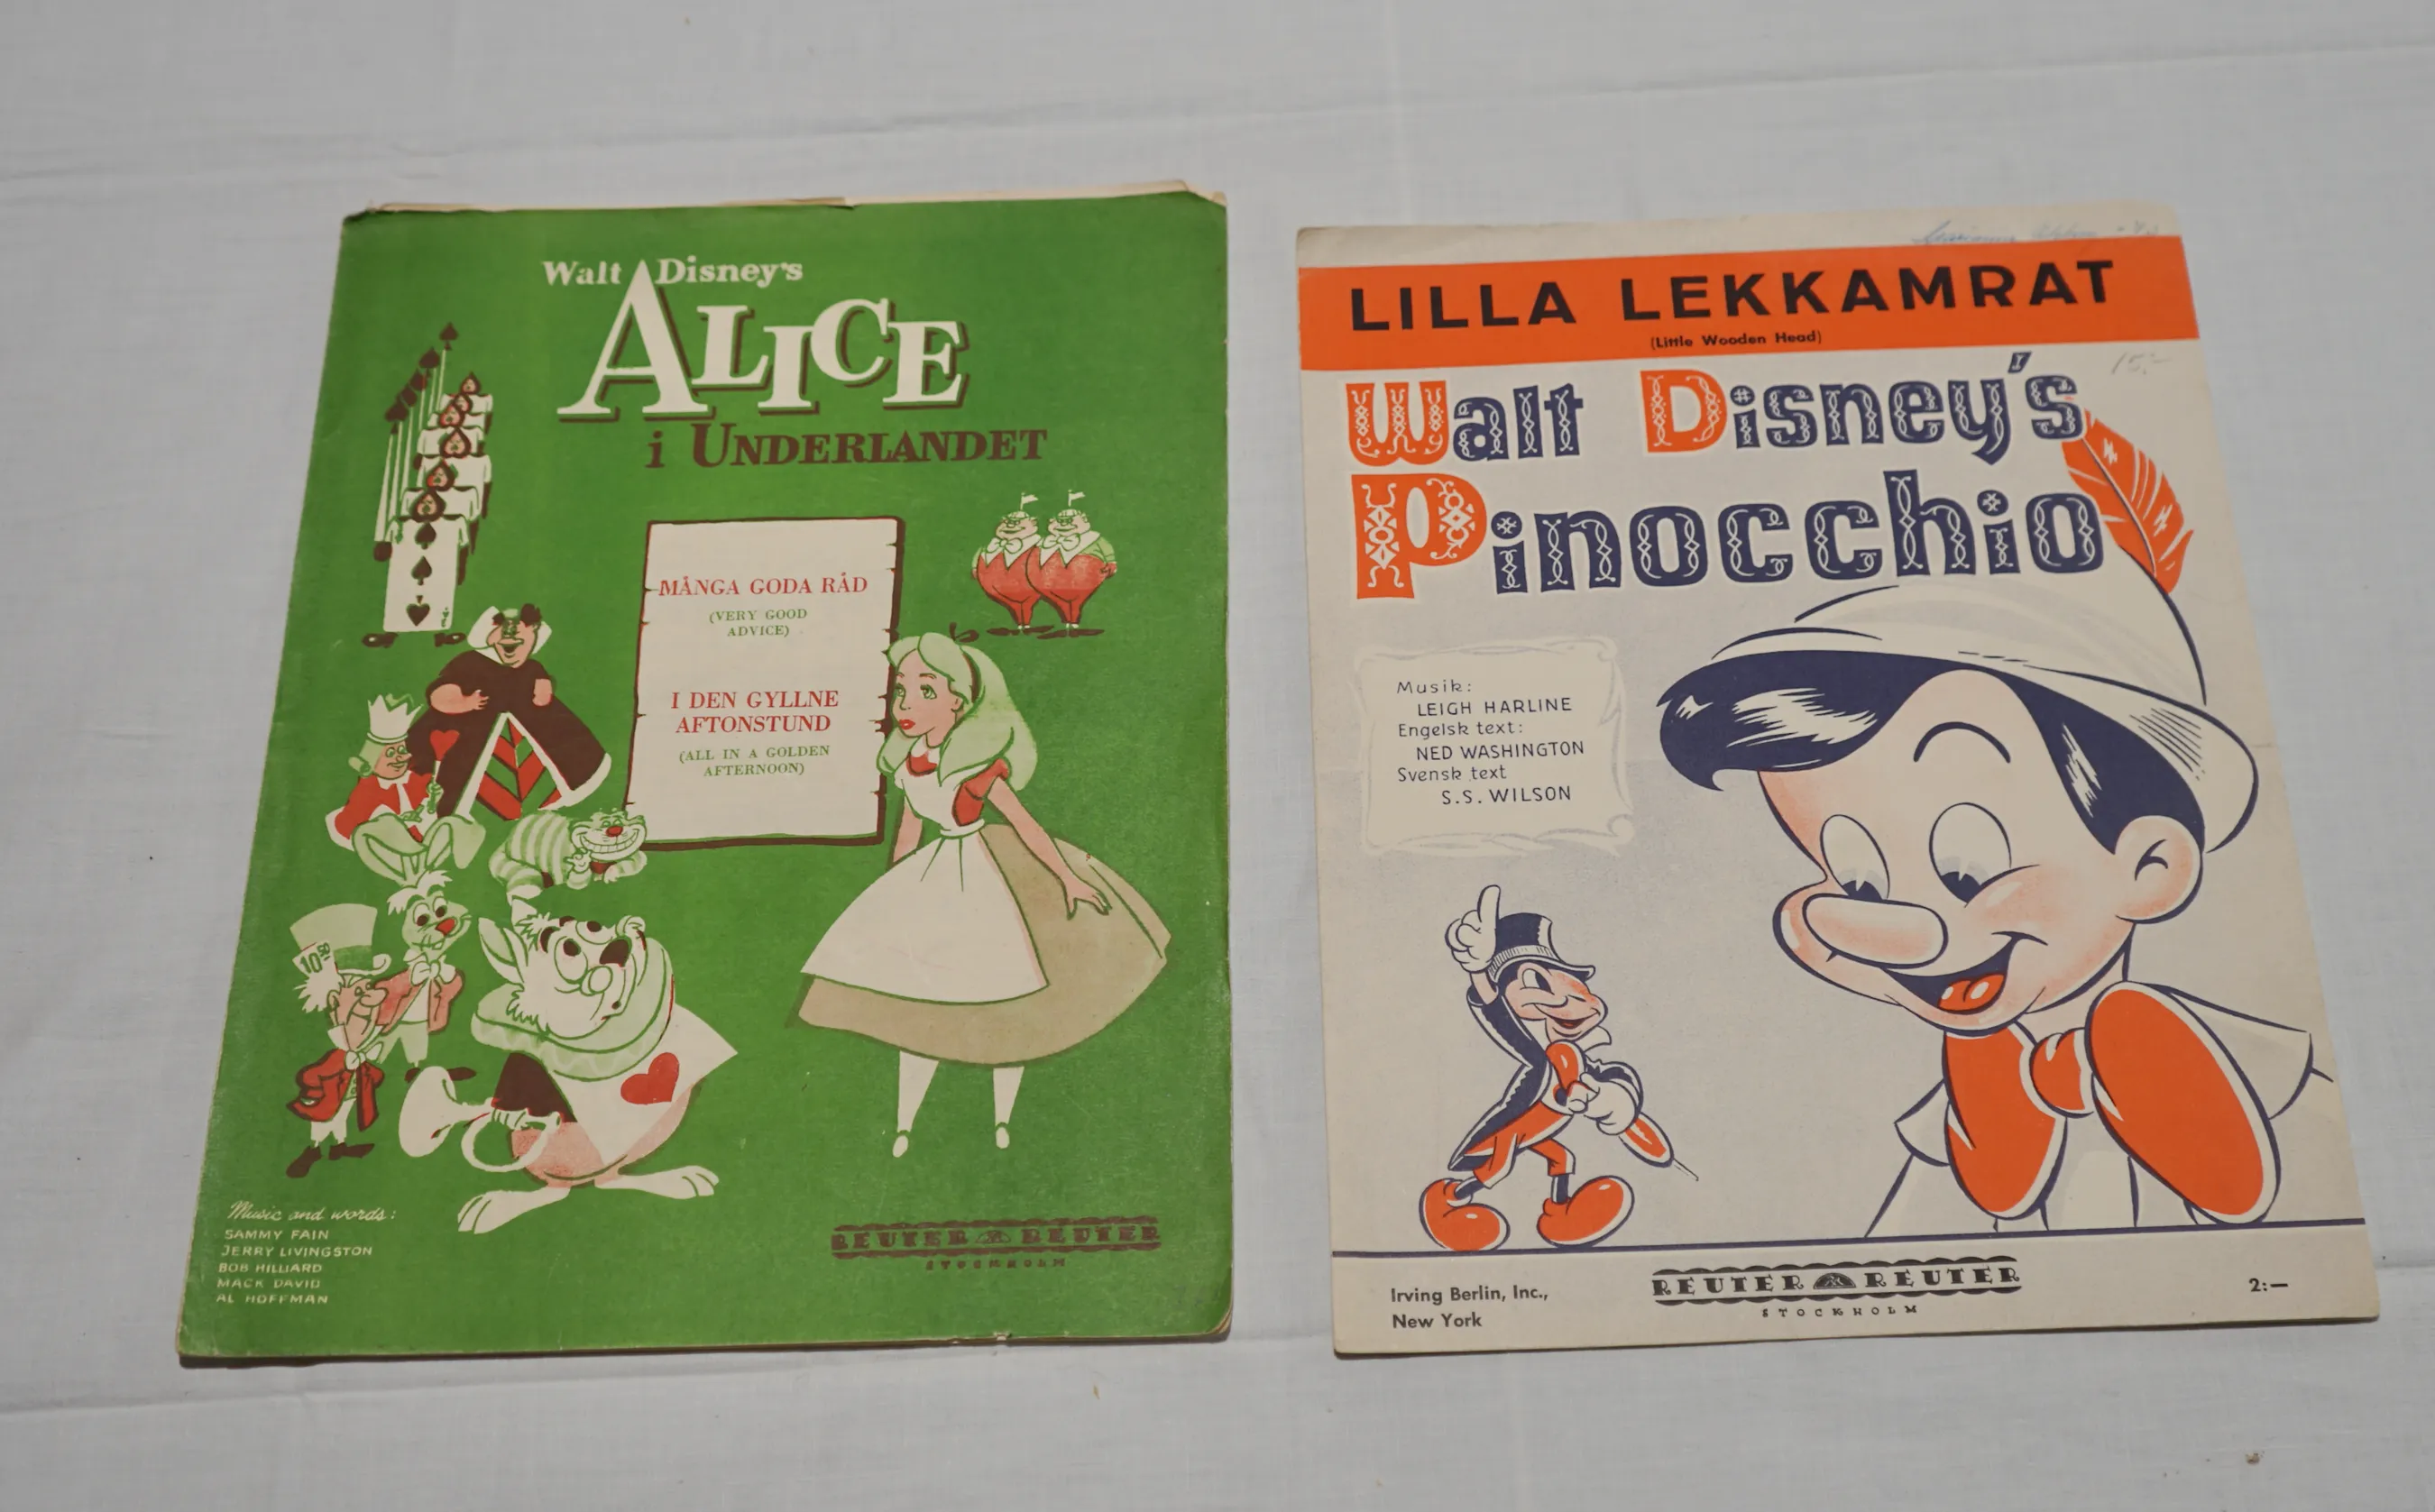 Walt Disney's
ALICE
i UNDERLANDET
MÅNGA GODA RÅD
(VERY GOOD
ADVICE)
I DEN GYLLNE
AFTONSTUND
(ALL IN A GOLDEN
AFTERNOON)
10 50
Music and words:
SAMMY FAIN
JERRY LIVINGSTON
BOB HILLIARD
MACK DAVID
AL HOFFMAN
REUTER REUTER
STOCKHOLM
LILLA LEKKAMRAT
(Little Wooden Head)
15:-
Walt Disney's
Pinocchio
Musik:
LEIGH HARLINE
Engelsk text:
NED WASHINGTON
Svensk text
S.S. WILSON
Irving Berlin, Inc.,
New York
REUTER REUTER
STOCKHOLM
2:—